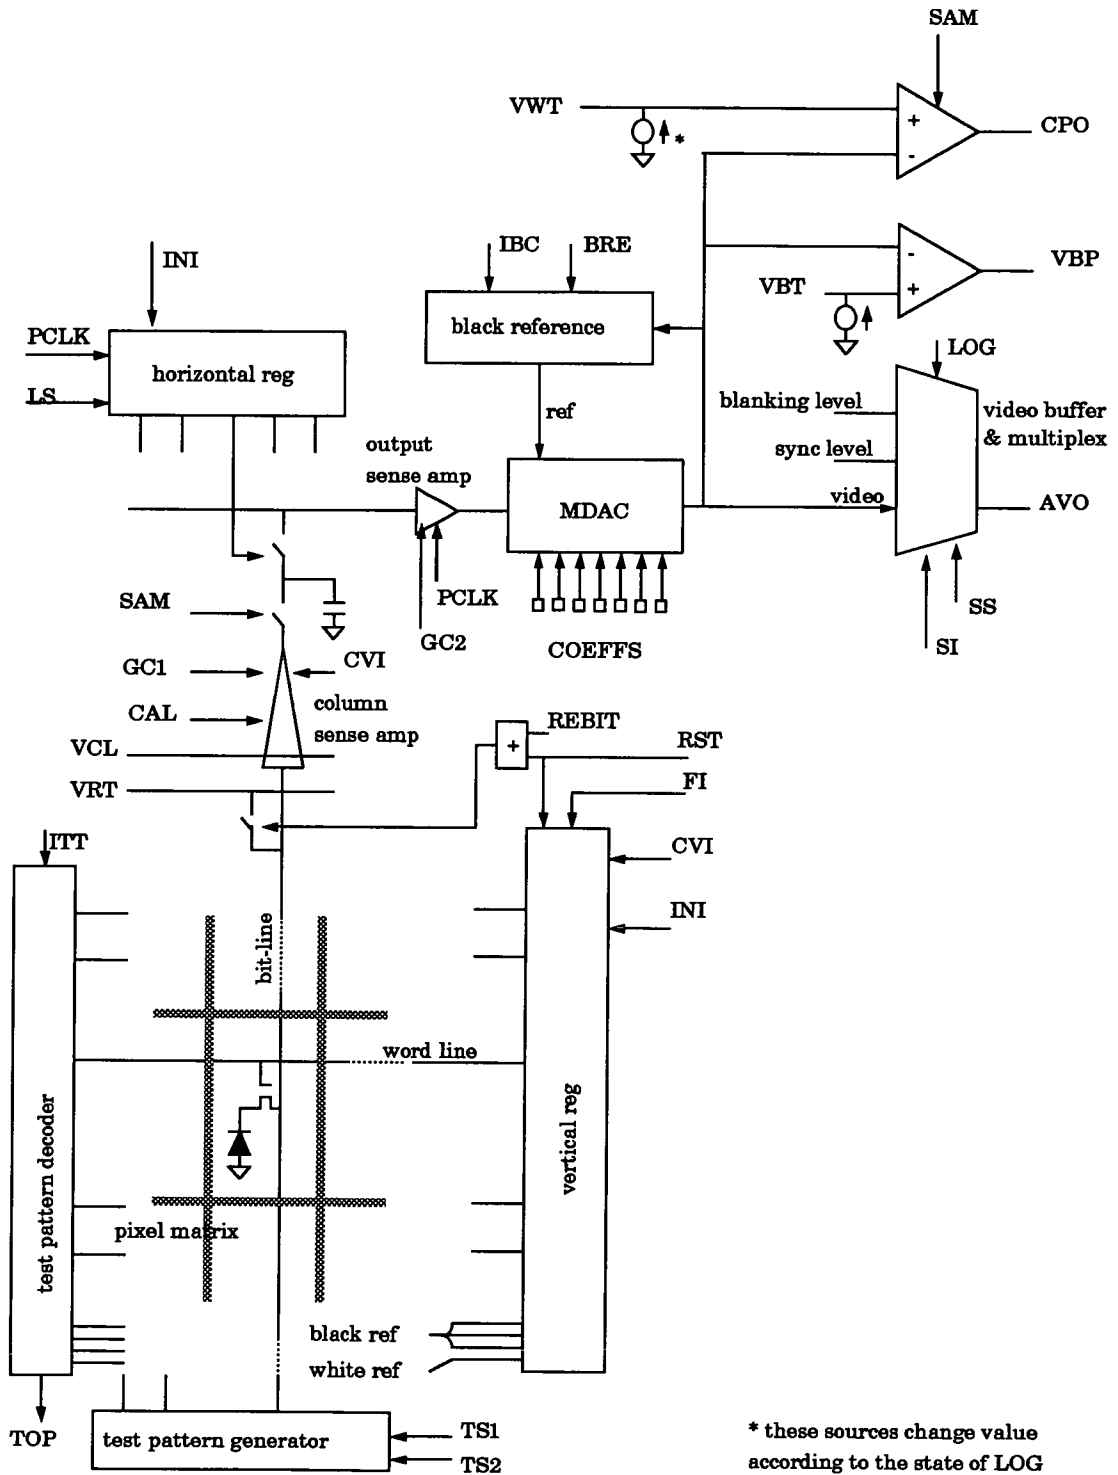 SAM
VWT
*
+
-
CPO
IBC
BRE
INI
-
+
VBP
VBT
PCLK
black reference
LOG
horizontal reg
LS
ref
blanking level
video buffer
& multiplex
output
sense amp
sync level
video
MDAC
AVO
PCLK
SAM
SS
GC2
COEFFS
SI
GC1
CVI
CAL
column
sense amp
REBIT
VCL
+
RST
VRT
FI
ITT
CVI
INI
bit-line
word line
test pattern decoder
vertical reg
pixel matrix
black ref
white ref
TOP
test pattern generator
TS1
TS2
* these sources change value
according to the state of LOG